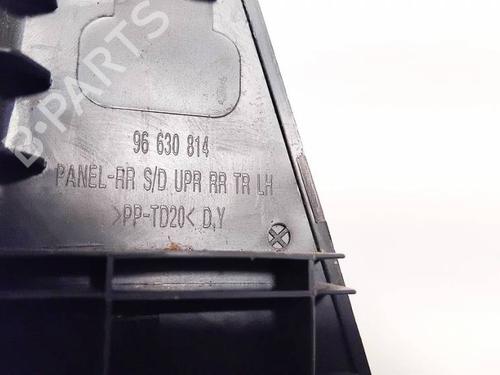 B-PARTS
96 630 814
PANEL-RR S/D UPR RR TR LH
>PP-TD20< D,Y